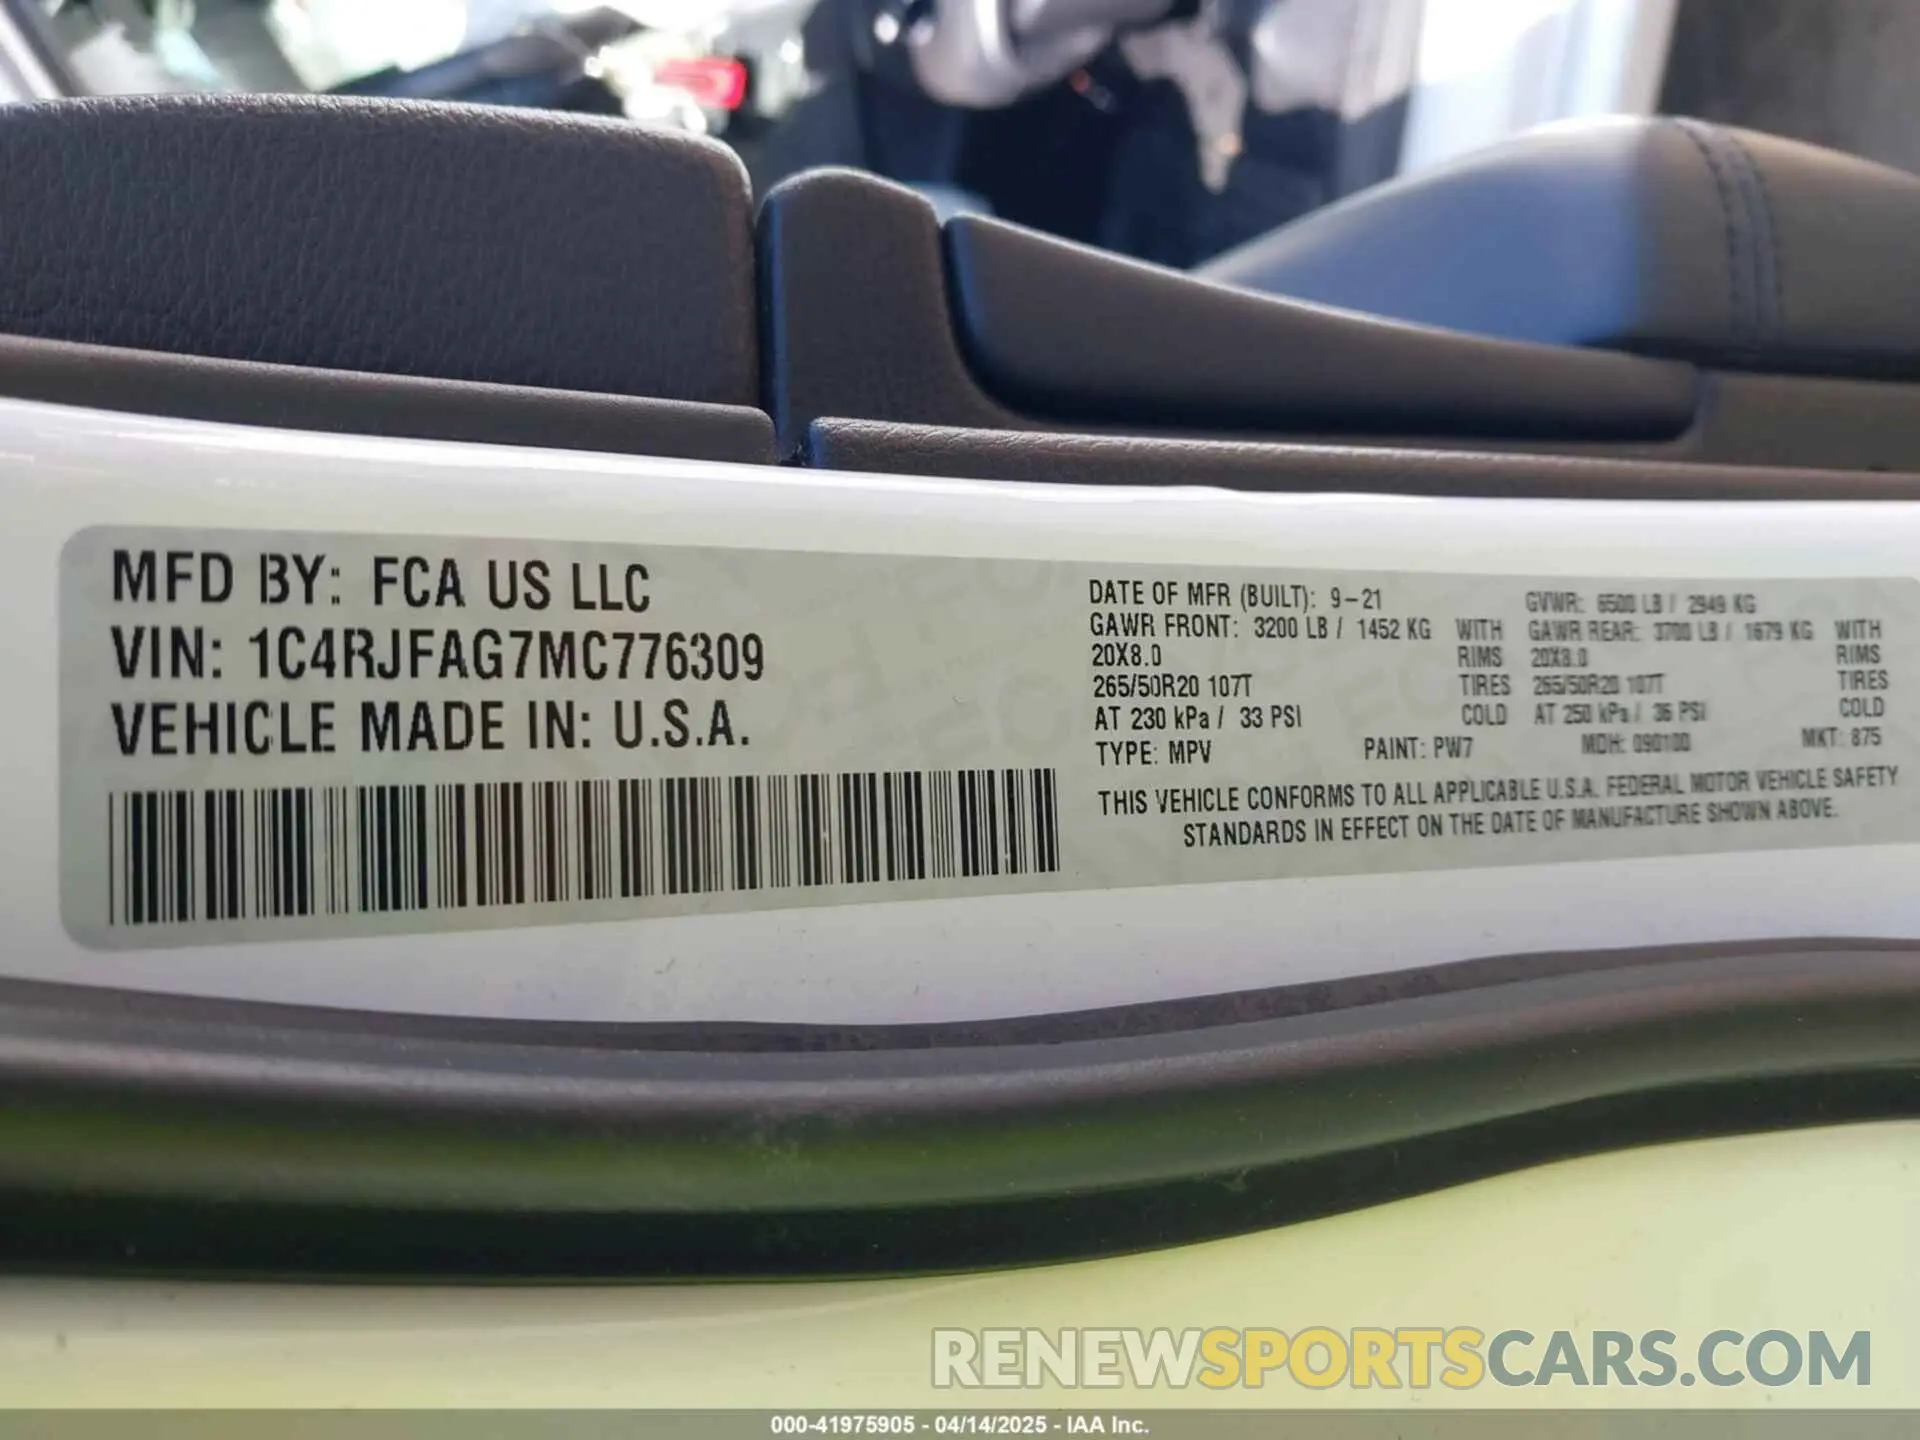 MFD BY: FCA US LLC
VIN: 1C4RJFAG7MC776309
VEHICLE MADE IN: U.S.A.
DATE OF MFR (BUILT): 9-21 GVWR: 6500 LB / 2949 KG
GAWR FRONT: 3200 LB / 1452 KG WITH GAWR REAR: 3700 LB / 1679 KG WITH
20X8.0 RIMS 20X8.0 RIMS
265/50R20 107T TIRES 265/50R20 107T TIRES
AT 230 kPa / 33 PSI COLD AT 250 kPa / 36 PSI COLD
TYPE: MPV PAINT: PW7 MDH: 090100 MKT: 875
THIS VEHICLE CONFORMS TO ALL APPLICABLE U.S.A. FEDERAL MOTOR VEHICLE SAFETY
STANDARDS IN EFFECT ON THE DATE OF MANUFACTURE SHOWN ABOVE.
RENEWSPORTSCARS.COM
000-41975905 - 04/14/2025 - IAA Inc.